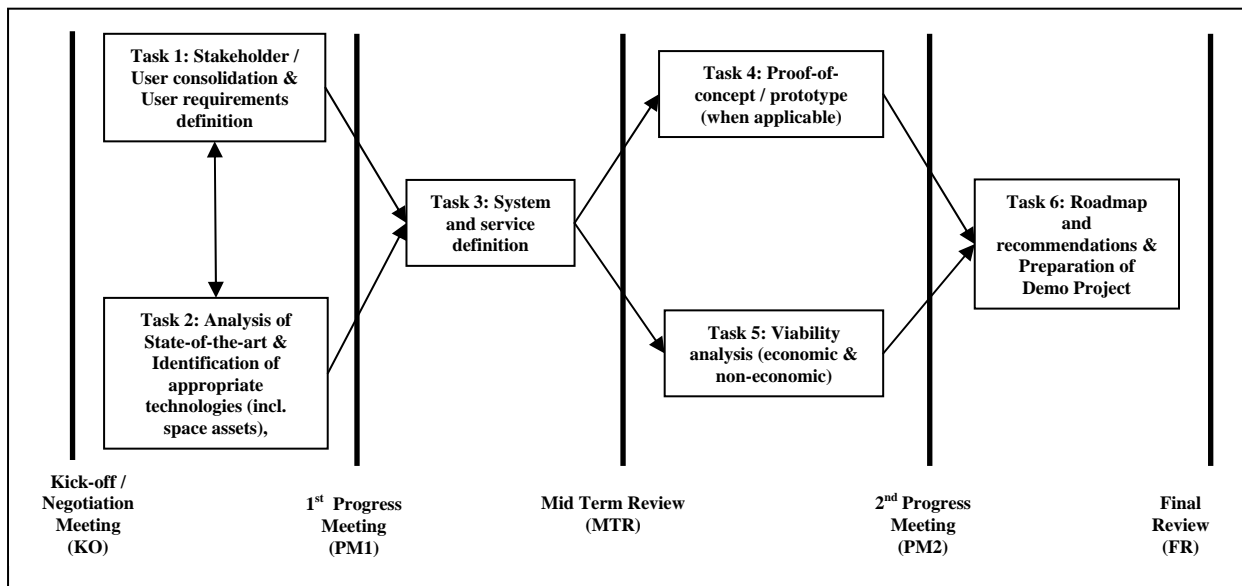 Task 1: Stakeholder /
User consolidation &
User requirements
definition
Task 2: Analysis of
State-of-the-art &
Identification of
appropriate
technologies (incl.
space assets),
Task 3: System
and service
definition
Task 4: Proof-of-
concept / prototype
(when applicable)
Task 5: Viability
analysis (economic &
non-economic)
Task 6: Roadmap
and
recommendations &
Preparation of
Demo Project
Kick-off /
Negotiation
Meeting
(KO)
1st Progress
Meeting
(PM1)
Mid Term Review
(MTR)
2nd Progress
Meeting
(PM2)
Final
Review
(FR)